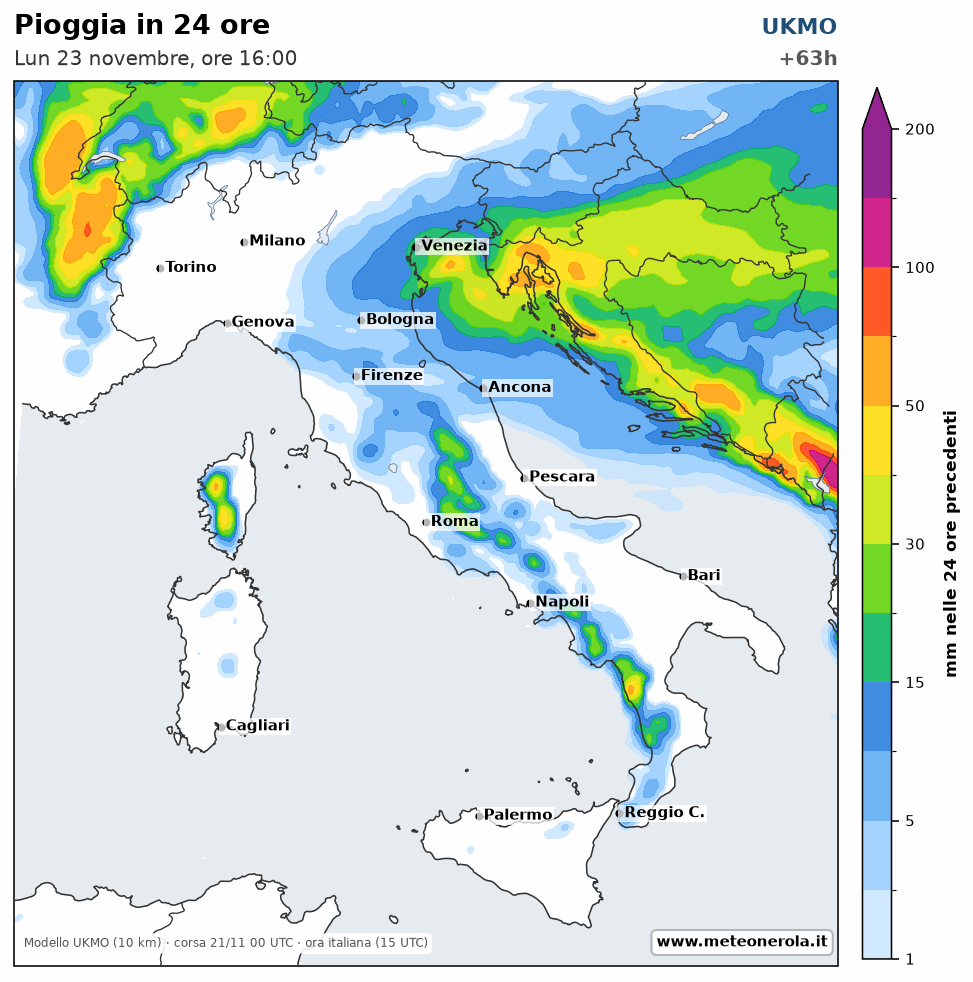 Pioggia in 24 ore
UKMO
Lun 23 novembre, ore 16:00
+63h
200
100
50
30
15
5
1
mm nelle 24 ore precedenti
Venezia
Milano
Torino
Genova
Bologna
Firenze
Ancona
Pescara
Roma
Bari
Napoli
Cagliari
Palermo
Reggio C.
Modello UKMO (10 km) · corsa 21/11 00 UTC · ora italiana (15 UTC)
www.meteonerola.it